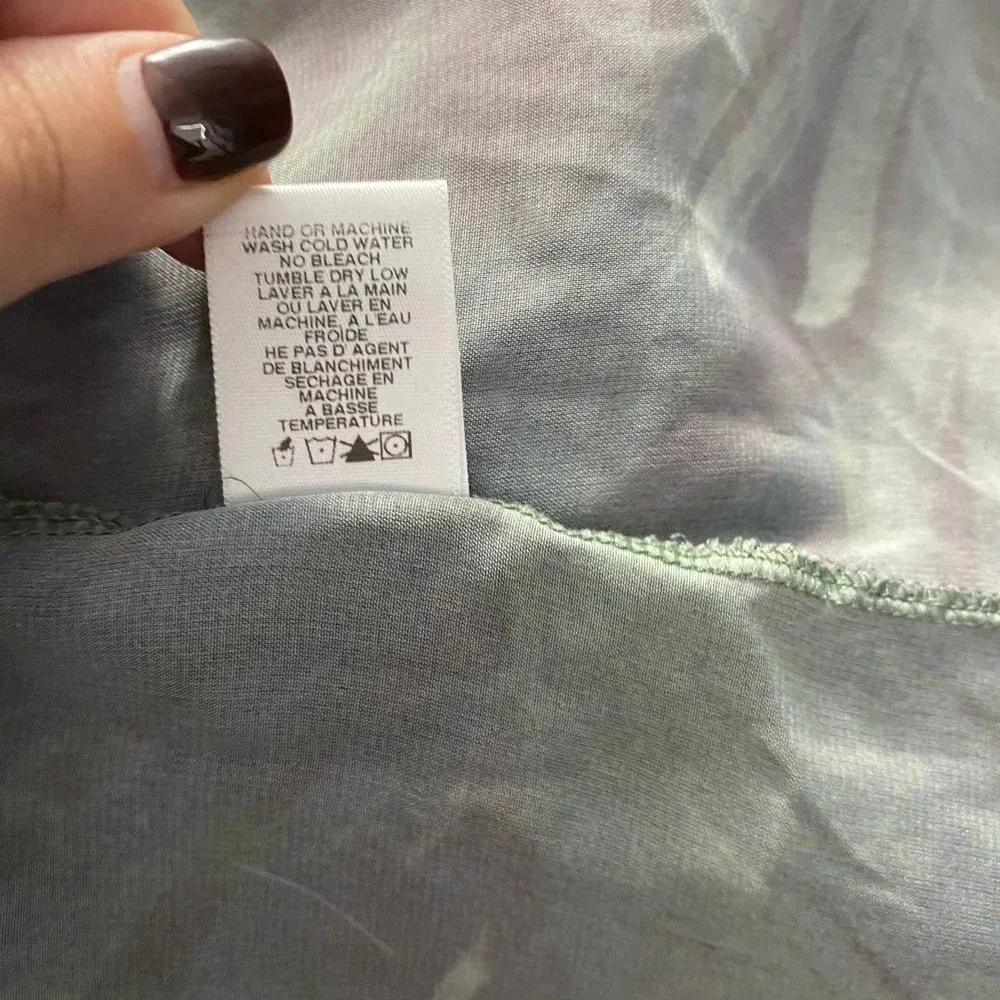 HAND OR MACHINE
WASH COLD WATER
NO BLEACH
TUMBLE DRY LOW
LAVER A LA MAIN
OU LAVER EN
MACHINE, A L'EAU
FROIDE
HE PAS D' AGENT
DE BLANCHIMENT
SECHAGE EN
MACHINE
A BASSE
TEMPERATURE